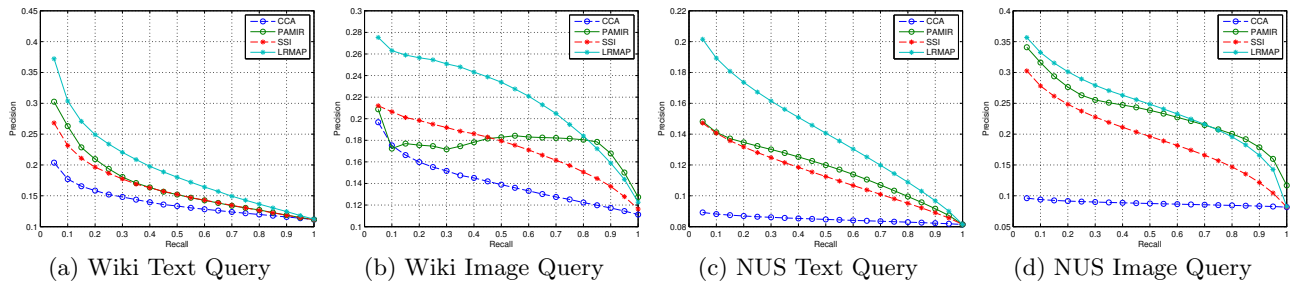 0.45
0.4
0.35
0.3
0.25
0.2
0.15
0.1
Precision
0 0.1 0.2 0.3 0.4 0.5 0.6 0.7 0.8 0.9 1
Recall
CCA
PAMIR
SSI
LRMAP
(a) Wiki Text Query
0.3
0.28
0.26
0.24
0.22
0.2
0.18
0.16
0.14
0.12
0.1
Precision
0 0.1 0.2 0.3 0.4 0.5 0.6 0.7 0.8 0.9 1
Recall
CCA
PAMIR
SSI
LRMAP
(b) Wiki Image Query
0.22
0.2
0.18
0.16
0.14
0.12
0.1
0.08
Precision
0 0.1 0.2 0.3 0.4 0.5 0.6 0.7 0.8 0.9 1
Recall
CCA
PAMIR
SSI
LRMAP
(c) NUS Text Query
0.4
0.35
0.3
0.25
0.2
0.15
0.1
0.05
Precision
0 0.1 0.2 0.3 0.4 0.5 0.6 0.7 0.8 0.9 1
Recall
CCA
PAMIR
SSI
LRMAP
(d) NUS Image Query